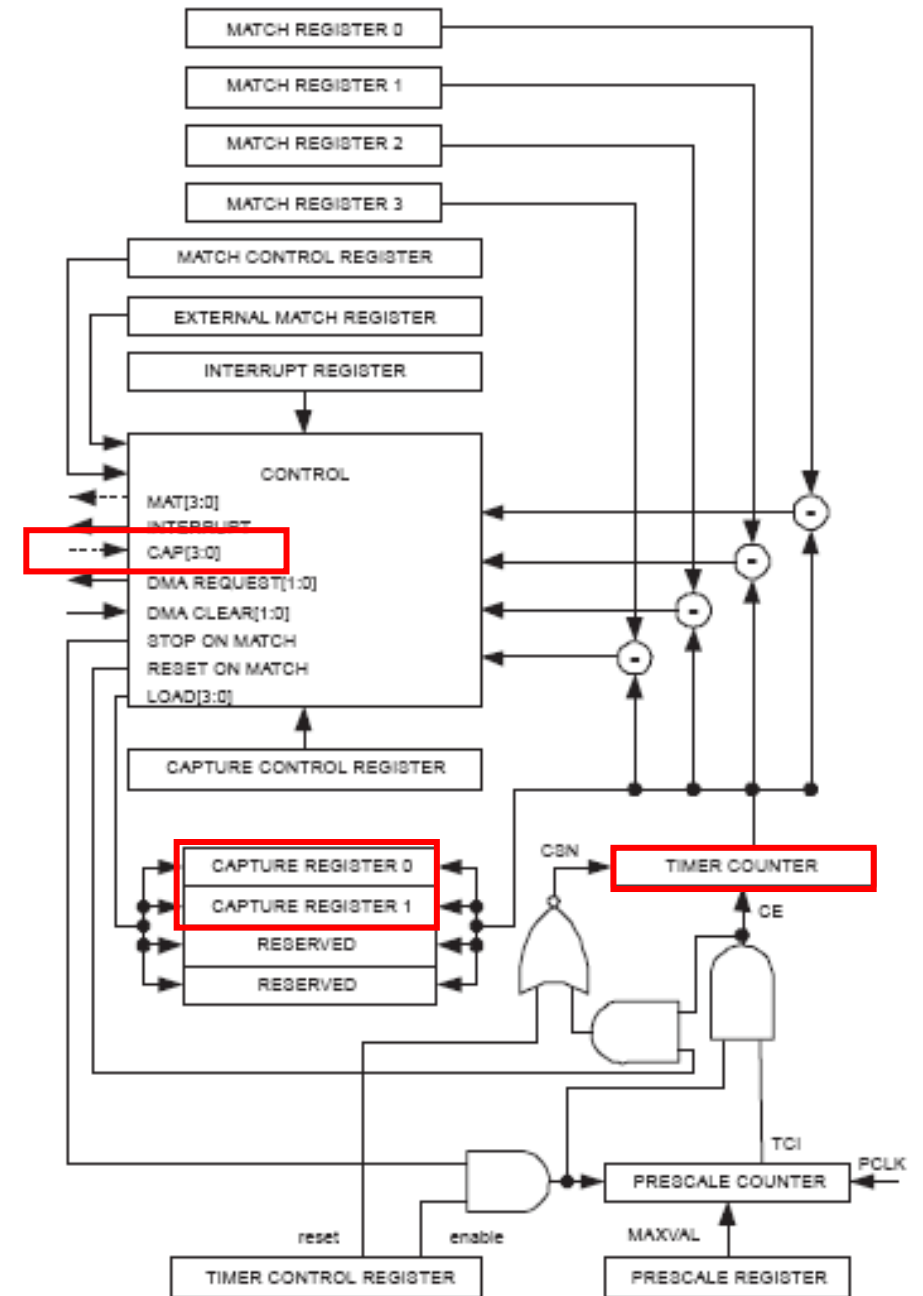 MATCH REGISTER 0
MATCH REGISTER 1
MATCH REGISTER 2
MATCH REGISTER 3
MATCH CONTROL REGISTER
EXTERNAL MATCH REGISTER
INTERRUPT REGISTER
CONTROL
MAT[3:0]
INTERRUPT
CAP[3:0]
DMA REQUEST[1:0]
DMA CLEAR[1:0]
STOP ON MATCH
RESET ON MATCH
LOAD[3:0]
-
-
-
-
CAPTURE CONTROL REGISTER
CSN
TIMER COUNTER
CAPTURE REGISTER 0
CAPTURE REGISTER 1
RESERVED
RESERVED
CE
TCI
PCLK
PRESCALE COUNTER
reset
enable
MAXVAL
TIMER CONTROL REGISTER
PRESCALE REGISTER